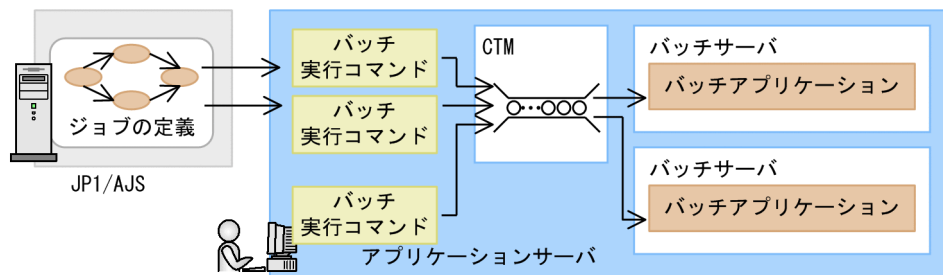 ジョブの定義
JP1/AJS
バッチ
実行コマンド
バッチ
実行コマンド
バッチ
実行コマンド
CTM
バッチサーバ
バッチアプリケーション
バッチサーバ
バッチアプリケーション
アプリケーションサーバ